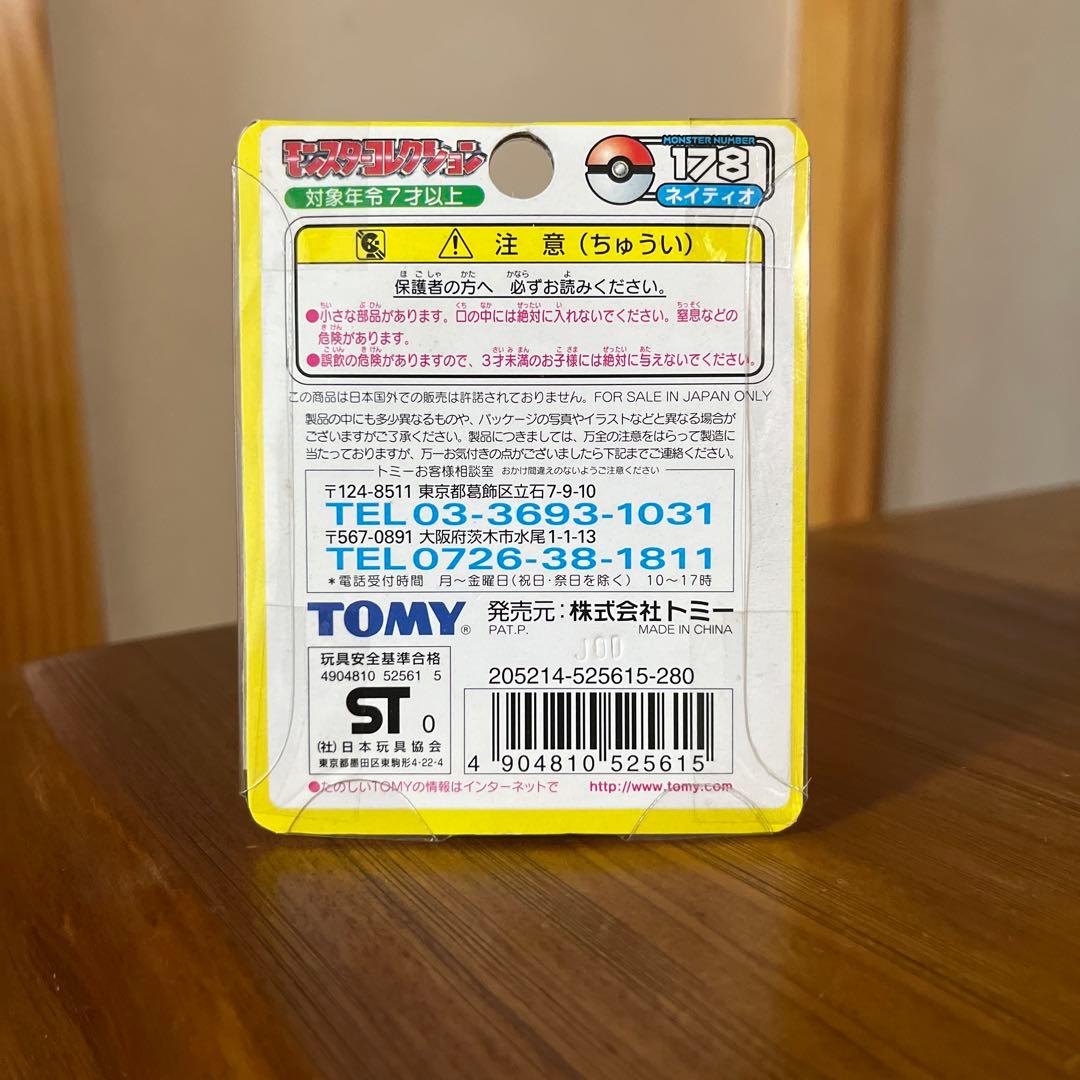 モンスターコレクション
対象年令7才以上
MONSTER NUMBER
178
ネイティオ
注 意(ちゅうい)
保護者の方へ 必ずお読みください。
●小さな部品があります。口の中には絶対に入れないでください。窒息などの
危険があります。
●誤飲の危険がありますので、3才未満のお子様には絶対に与えないでください。
この商品は日本国外での販売は許諾されておりません。FOR SALE IN JAPAN ONLY
製品の中にも多少異なるものや、パッケージの写真やイラストなどと異なる場合が
ございますがご了承ください。製品につきましては、万全の注意をはらって製造に
当たっておりますが、万一お気付きの点がございましたら下記までご連絡ください。
トミーお客様相談室 おかけ間違えのないようご注意ください
〒124-8511 東京都葛飾区立石7-9-10
TEL03-3693-1031
〒567-0891 大阪府茨木市水尾1-1-13
TEL0726-38-1811
*電話受付時間 月〜金曜日(祝日・祭日を除く) 10〜17時
TOMY® 発売元:株式会社トミー
PAT.P. MADE IN CHINA
JOD
玩具安全基準合格
4904810 52561 5
ST 0
(社)日本玩具協会
東京都墨田区東駒形4-22-4
205214-525615-280
4 904810 525615
●たのしいTOMYの情報はインターネットで http://www.tomy.com